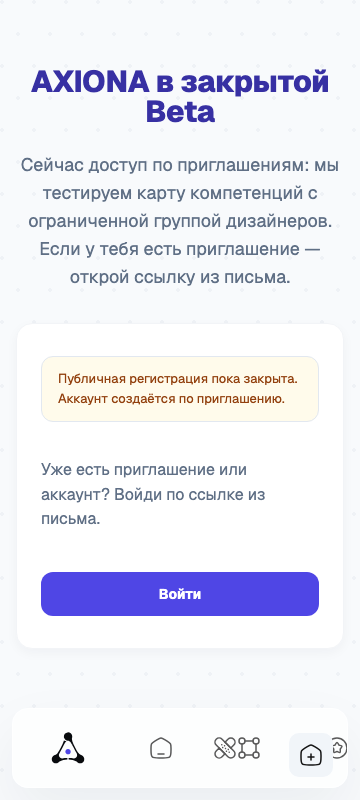 AXIONA в закрытой
Beta
Сейчас доступ по приглашениям: мы
тестируем карту компетенций с
ограниченной группой дизайнеров.
Если у тебя есть приглашение —
открой ссылку из письма.
Публичная регистрация пока закрыта.
Аккаунт создаётся по приглашению.
Уже есть приглашение или
аккаунт? Войди по ссылке из
письма.
Войти